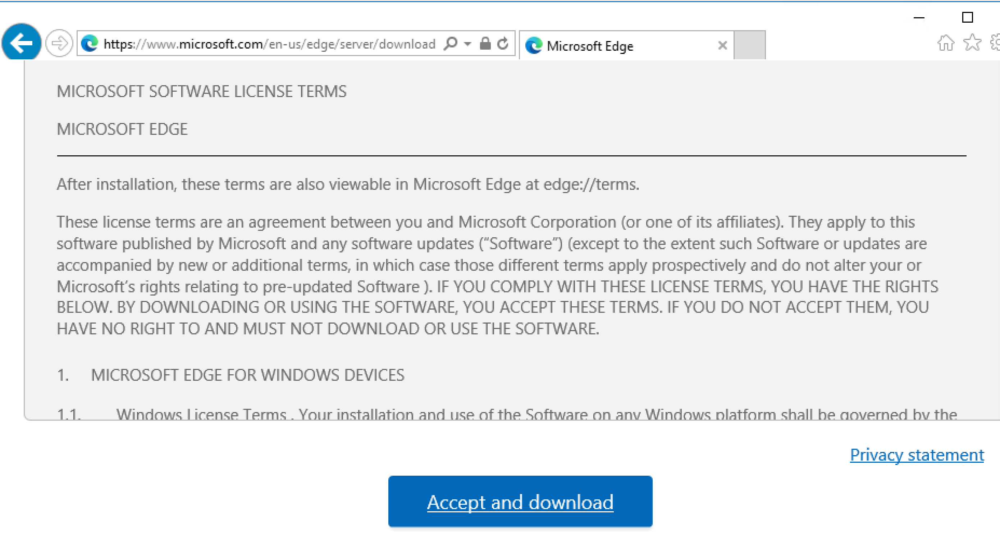 https://www.microsoft.com/en-us/edge/server/download
Microsoft Edge
MICROSOFT SOFTWARE LICENSE TERMS
MICROSOFT EDGE
After installation, these terms are also viewable in Microsoft Edge at edge://terms.
These license terms are an agreement between you and Microsoft Corporation (or one of its affiliates). They apply to this
software published by Microsoft and any software updates (“Software”) (except to the extent such Software or updates are
accompanied by new or additional terms, in which case those different terms apply prospectively and do not alter your or
Microsoft’s rights relating to pre-updated Software ). IF YOU COMPLY WITH THESE LICENSE TERMS, YOU HAVE THE RIGHTS
BELOW. BY DOWNLOADING OR USING THE SOFTWARE, YOU ACCEPT THESE TERMS. IF YOU DO NOT ACCEPT THEM, YOU
HAVE NO RIGHT TO AND MUST NOT DOWNLOAD OR USE THE SOFTWARE.
1. MICROSOFT EDGE FOR WINDOWS DEVICES
1.1. Windows License Terms . Your installation and use of the Software on any Windows platform shall be governed by the
Privacy statement
Accept and download